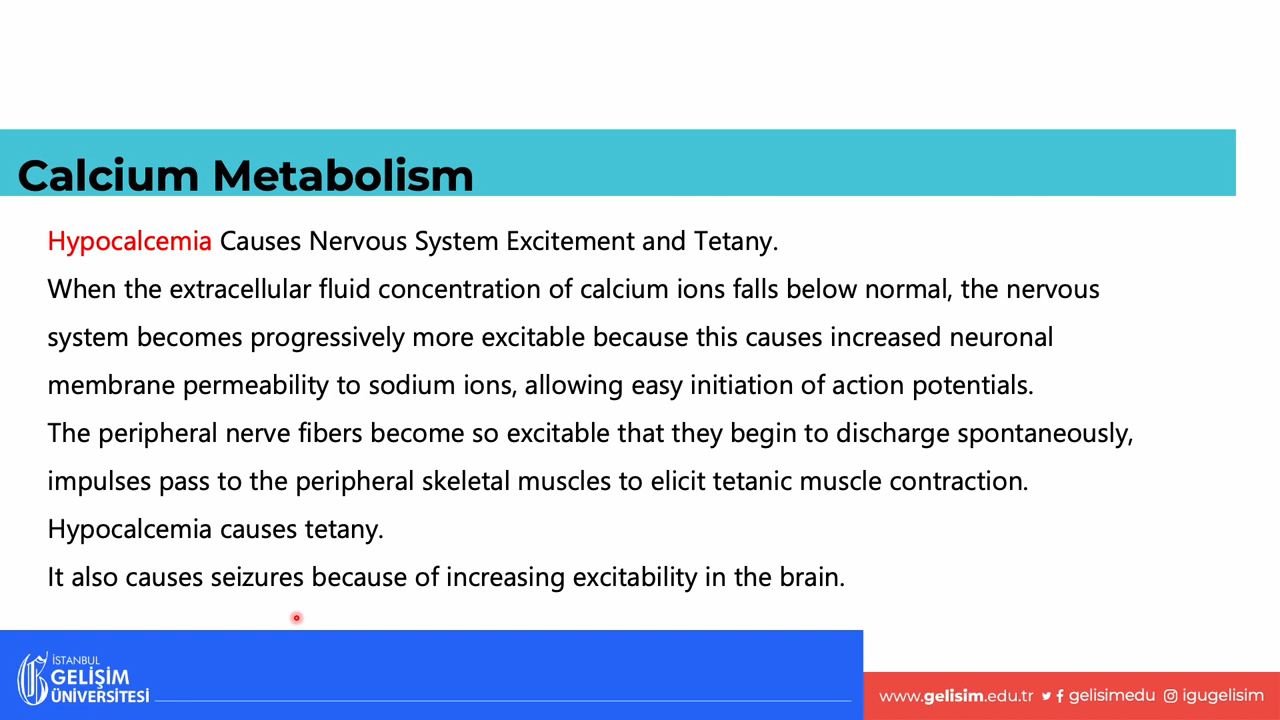 Calcium Metabolism
Hypocalcemia Causes Nervous System Excitement and Tetany.
When the extracellular fluid concentration of calcium ions falls below normal, the nervous
system becomes progressively more excitable because this causes increased neuronal
membrane permeability to sodium ions, allowing easy initiation of action potentials.
The peripheral nerve fibers become so excitable that they begin to discharge spontaneously,
impulses pass to the peripheral skeletal muscles to elicit tetanic muscle contraction.
Hypocalcemia causes tetany.
It also causes seizures because of increasing excitability in the brain.
İSTANBUL
GELİŞİM
ÜNİVERSİTESİ
www.gelisim.edu.tr gelisimedu igugelisim